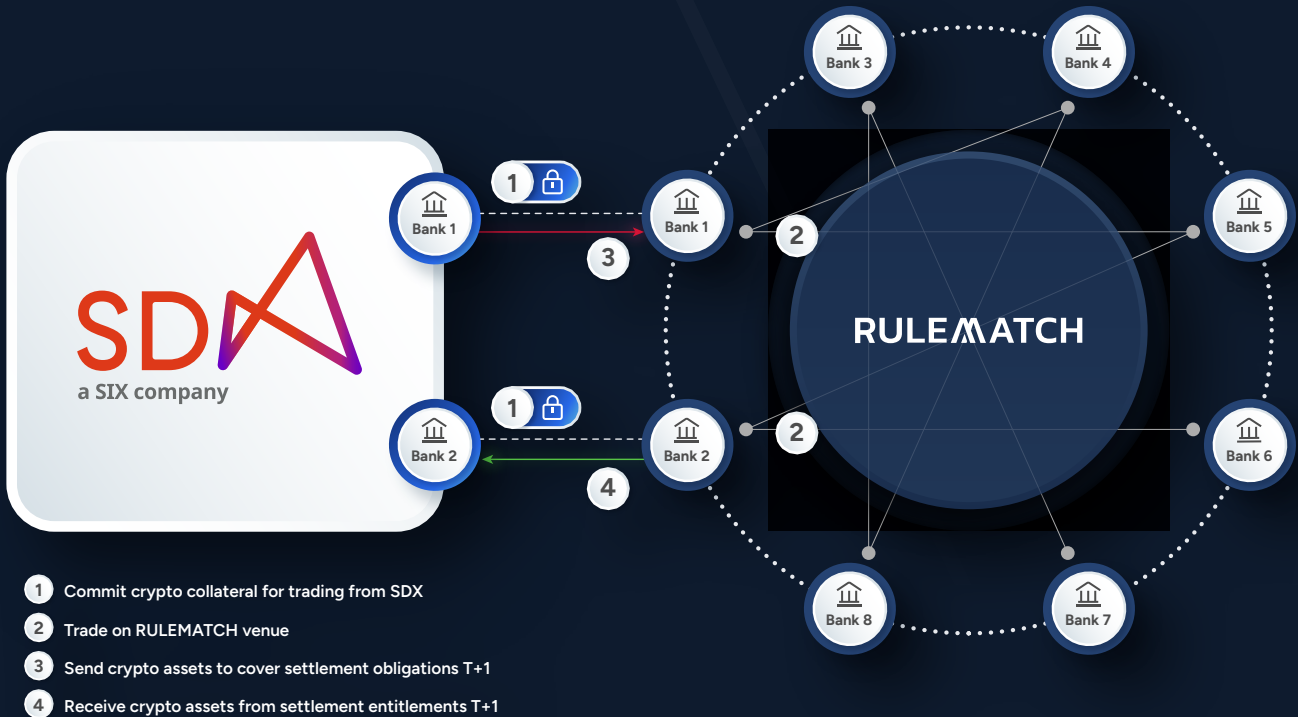 Bank 3
Bank 4
1
Bank 1
Bank 1
Bank 5
2
3
SD
RULEMATCH
a SIX company
1
Bank 2
Bank 2
2
Bank 6
4
1 Commit crypto collateral for trading from SDX
Bank 8
Bank 7
2 Trade on RULEMATCH venue
3 Send crypto assets to cover settlement obligations T+1
4 Receive crypto assets from settlement entitlements T+1